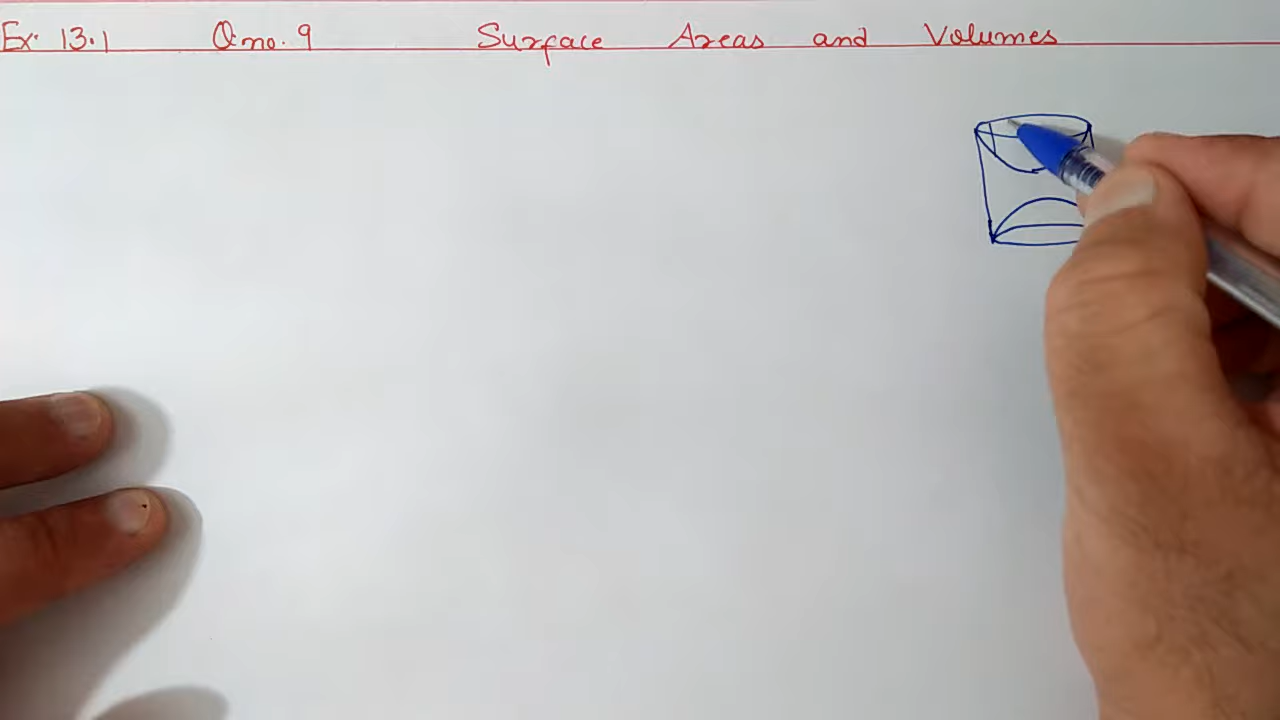 Ex. 13.1 Q.no. 9 Surface Areas and Volumes